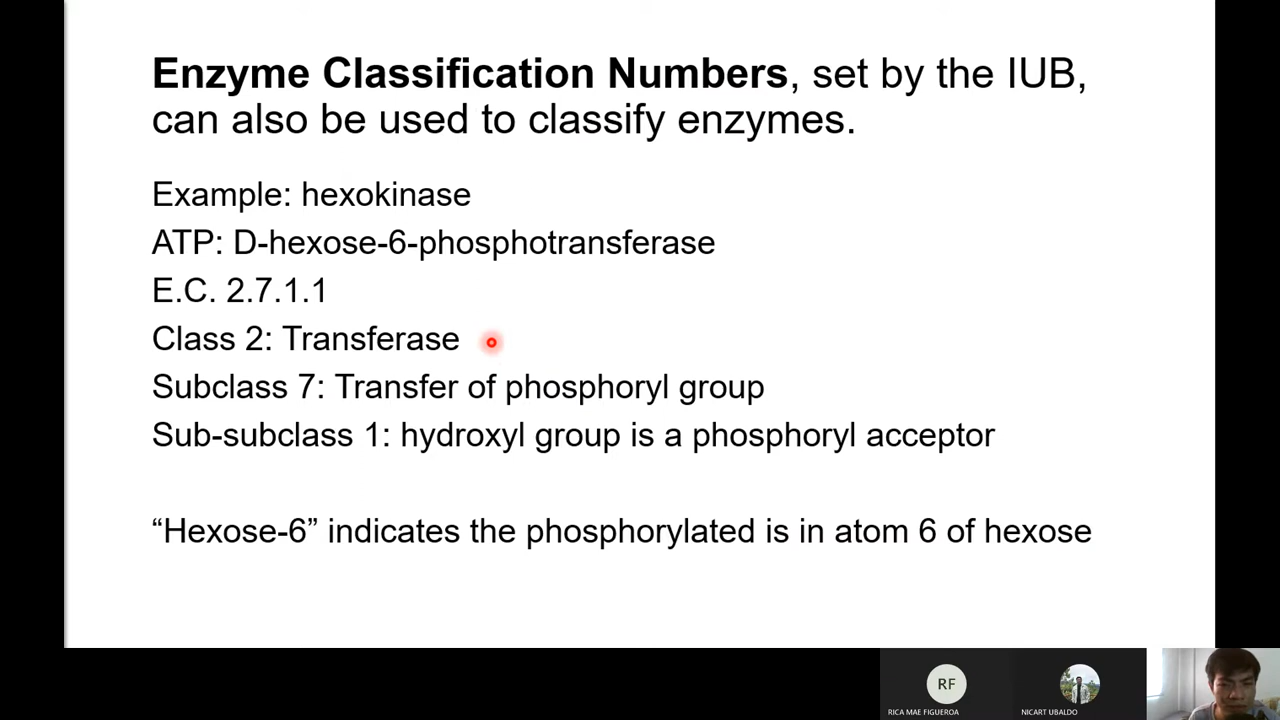 Enzyme Classification Numbers, set by the IUB,
can also be used to classify enzymes.
Example: hexokinase
ATP: D-hexose-6-phosphotransferase
E.C. 2.7.1.1
Class 2: Transferase
Subclass 7: Transfer of phosphoryl group
Sub-subclass 1: hydroxyl group is a phosphoryl acceptor
“Hexose-6” indicates the phosphorylated is in atom 6 of hexose
RF
RICA MAE FIGUEROA
NICART UBALDO